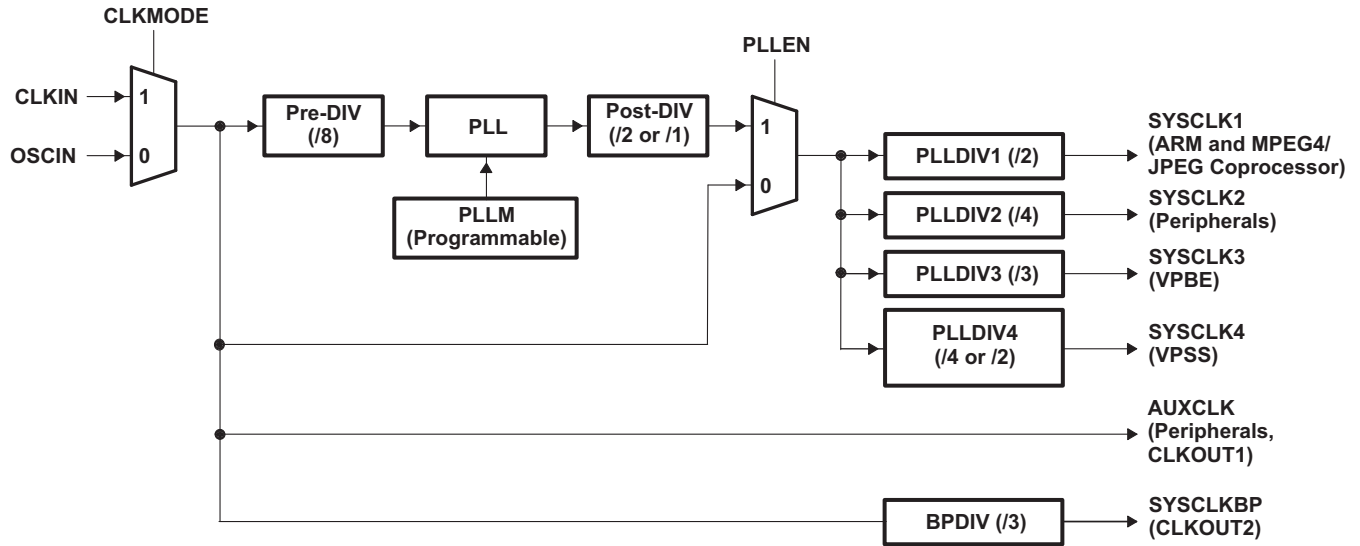 CLKMODE
CLKIN
OSCIN
1
0
Pre-DIV
(/8)
PLL
PLLM
(Programmable)
Post-DIV
(/2 or /1)
PLLEN
1
0
PLLDIV1 (/2)
PLLDIV2 (/4)
PLLDIV3 (/3)
PLLDIV4
(/4 or /2)
BPDIV (/3)
SYSCLK1
(ARM and MPEG4/
JPEG Coprocessor)
SYSCLK2
(Peripherals)
SYSCLK3
(VPBE)
SYSCLK4
(VPSS)
AUXCLK
(Peripherals,
CLKOUT1)
SYSCLKBP
(CLKOUT2)